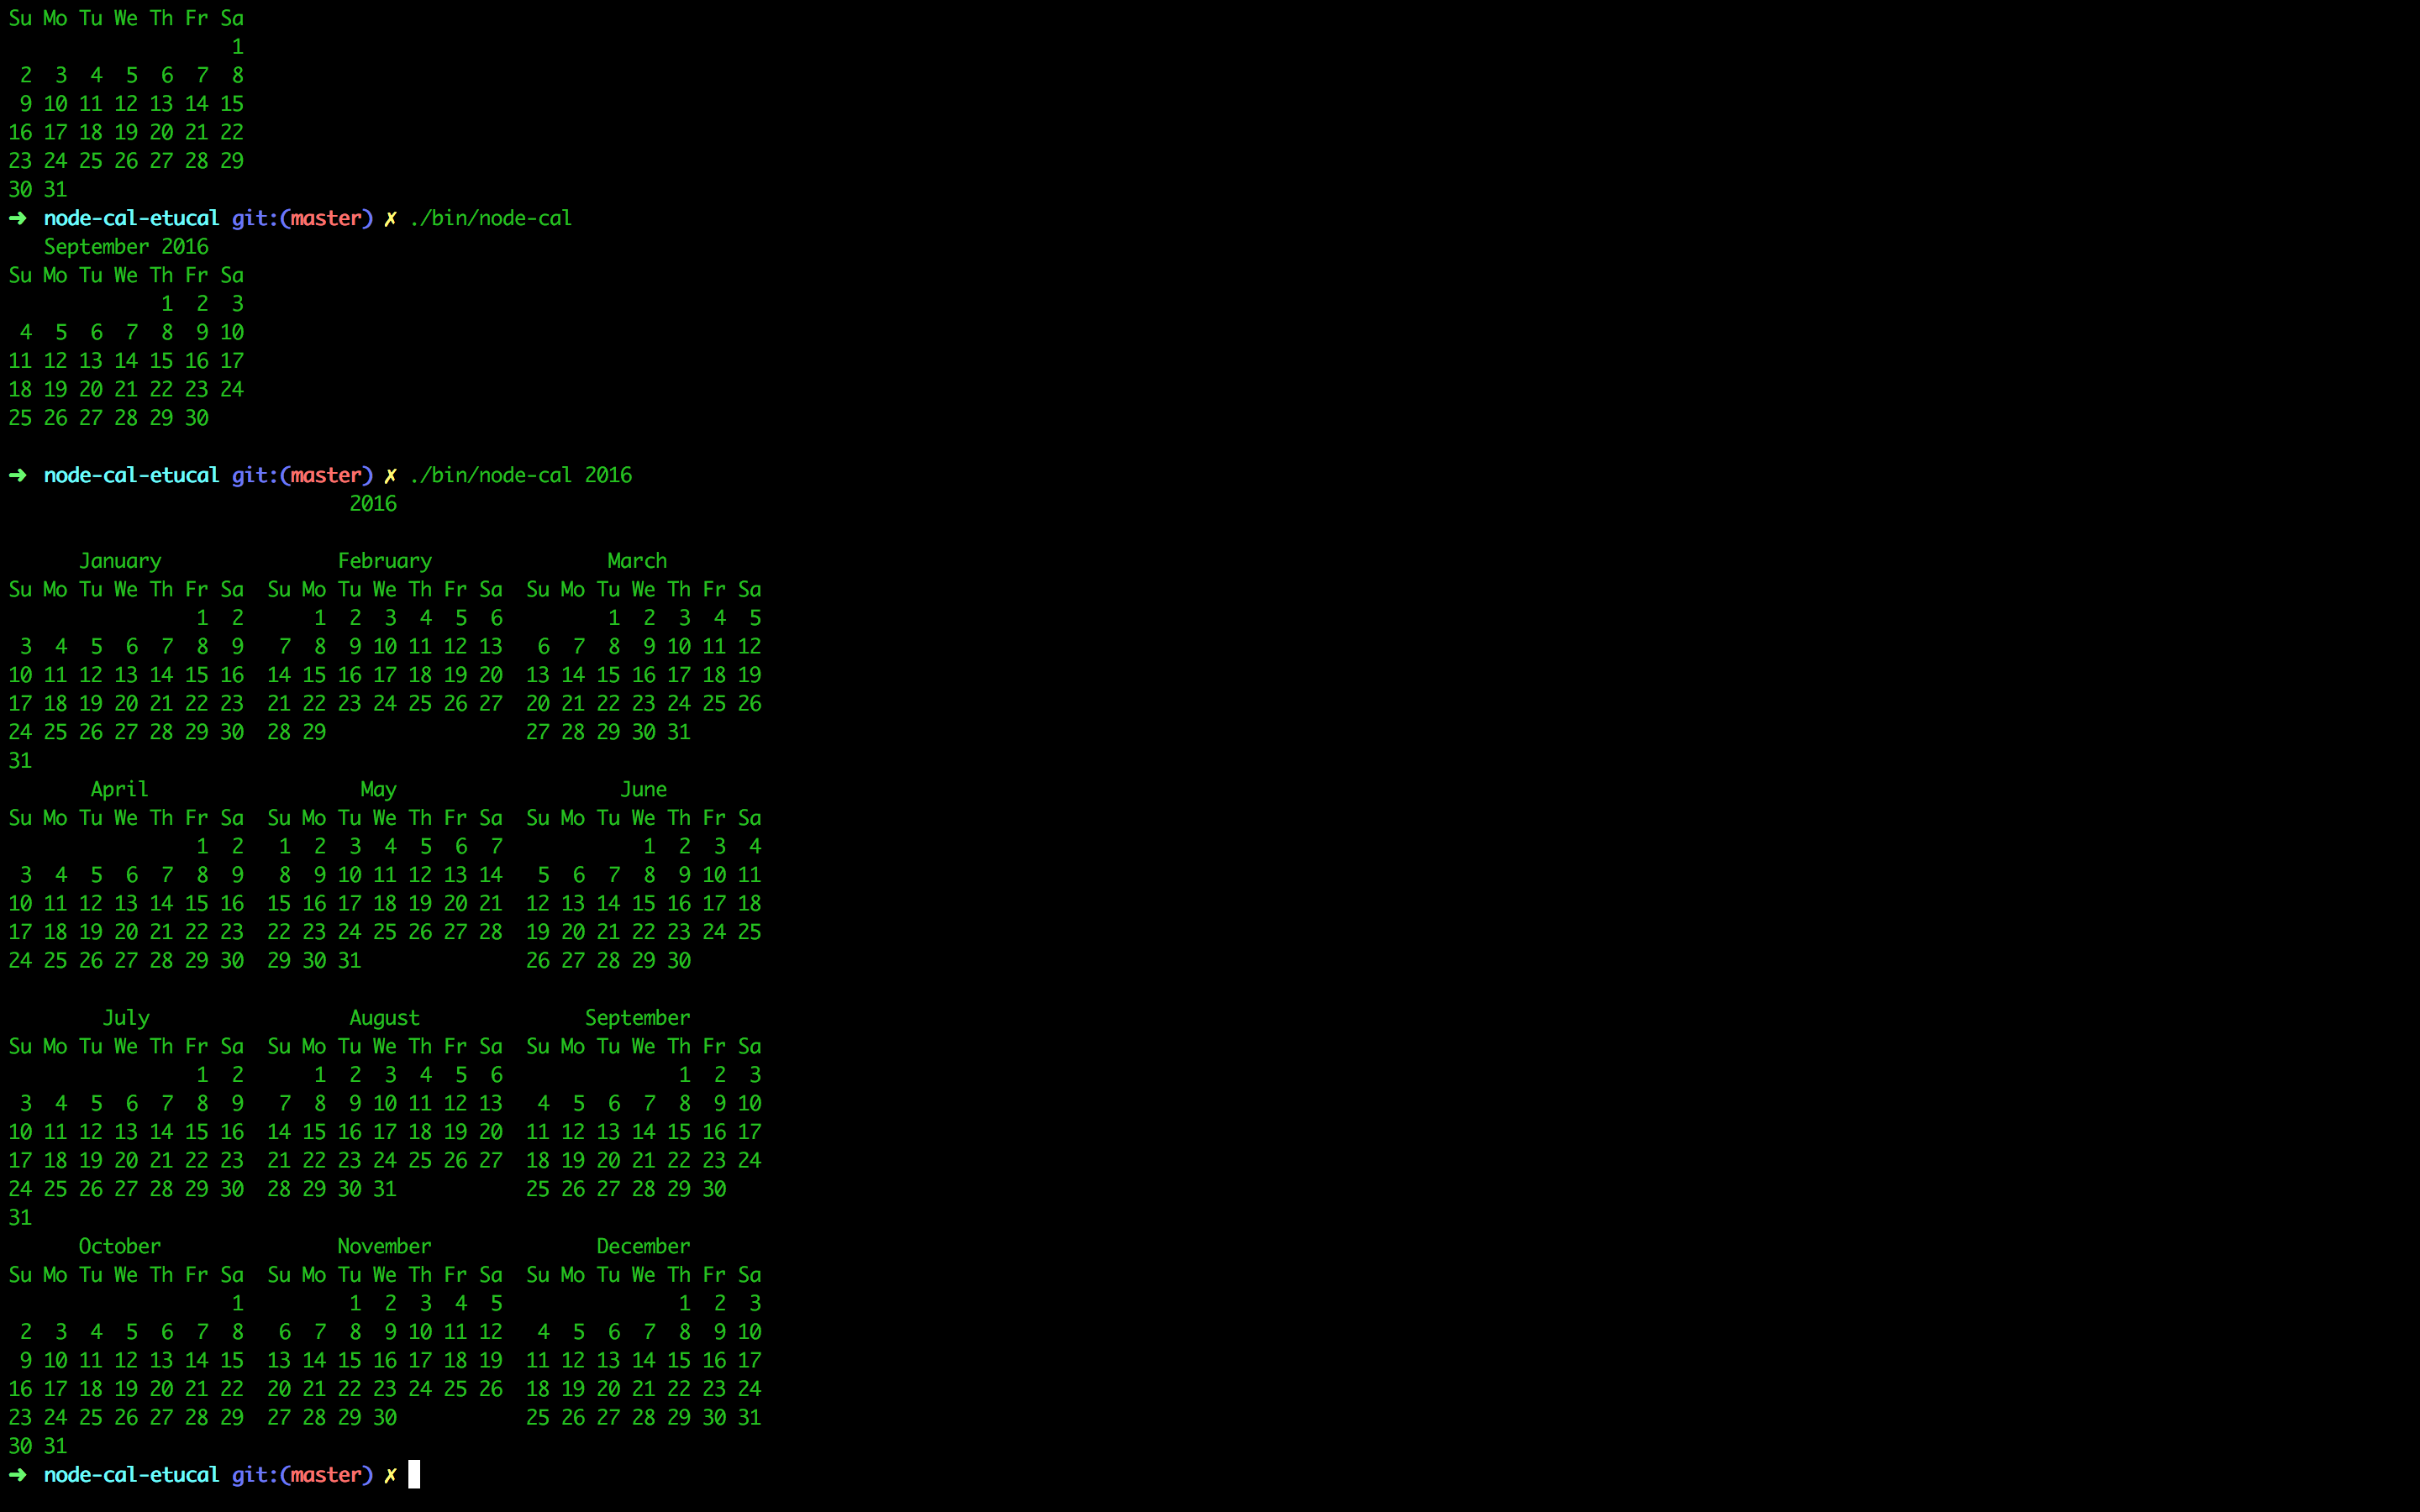 Su Mo Tu We Th Fr Sa
                   1
 2  3  4  5  6  7  8
 9 10 11 12 13 14 15
16 17 18 19 20 21 22
23 24 25 26 27 28 29
30 31
➜  node-cal-etucal git:(master) ✗ ./bin/node-cal
   September 2016
Su Mo Tu We Th Fr Sa
             1  2  3
 4  5  6  7  8  9 10
11 12 13 14 15 16 17
18 19 20 21 22 23 24
25 26 27 28 29 30

➜  node-cal-etucal git:(master) ✗ ./bin/node-cal 2016
                             2016

      January               February               March
Su Mo Tu We Th Fr Sa  Su Mo Tu We Th Fr Sa  Su Mo Tu We Th Fr Sa
                1  2      1  2  3  4  5  6         1  2  3  4  5
 3  4  5  6  7  8  9   7  8  9 10 11 12 13   6  7  8  9 10 11 12
10 11 12 13 14 15 16  14 15 16 17 18 19 20  13 14 15 16 17 18 19
17 18 19 20 21 22 23  21 22 23 24 25 26 27  20 21 22 23 24 25 26
24 25 26 27 28 29 30  28 29                 27 28 29 30 31
31
       April                  May                   June
Su Mo Tu We Th Fr Sa  Su Mo Tu We Th Fr Sa  Su Mo Tu We Th Fr Sa
                1  2   1  2  3  4  5  6  7            1  2  3  4
 3  4  5  6  7  8  9   8  9 10 11 12 13 14   5  6  7  8  9 10 11
10 11 12 13 14 15 16  15 16 17 18 19 20 21  12 13 14 15 16 17 18
17 18 19 20 21 22 23  22 23 24 25 26 27 28  19 20 21 22 23 24 25
24 25 26 27 28 29 30  29 30 31              26 27 28 29 30

        July                 August              September
Su Mo Tu We Th Fr Sa  Su Mo Tu We Th Fr Sa  Su Mo Tu We Th Fr Sa
                1  2      1  2  3  4  5  6               1  2  3
 3  4  5  6  7  8  9   7  8  9 10 11 12 13   4  5  6  7  8  9 10
10 11 12 13 14 15 16  14 15 16 17 18 19 20  11 12 13 14 15 16 17
17 18 19 20 21 22 23  21 22 23 24 25 26 27  18 19 20 21 22 23 24
24 25 26 27 28 29 30  28 29 30 31           25 26 27 28 29 30
31
      October               November              December
Su Mo Tu We Th Fr Sa  Su Mo Tu We Th Fr Sa  Su Mo Tu We Th Fr Sa
                   1         1  2  3  4  5               1  2  3
 2  3  4  5  6  7  8   6  7  8  9 10 11 12   4  5  6  7  8  9 10
 9 10 11 12 13 14 15  13 14 15 16 17 18 19  11 12 13 14 15 16 17
16 17 18 19 20 21 22  20 21 22 23 24 25 26  18 19 20 21 22 23 24
23 24 25 26 27 28 29  27 28 29 30           25 26 27 28 29 30 31
30 31
➜  node-cal-etucal git:(master) ✗